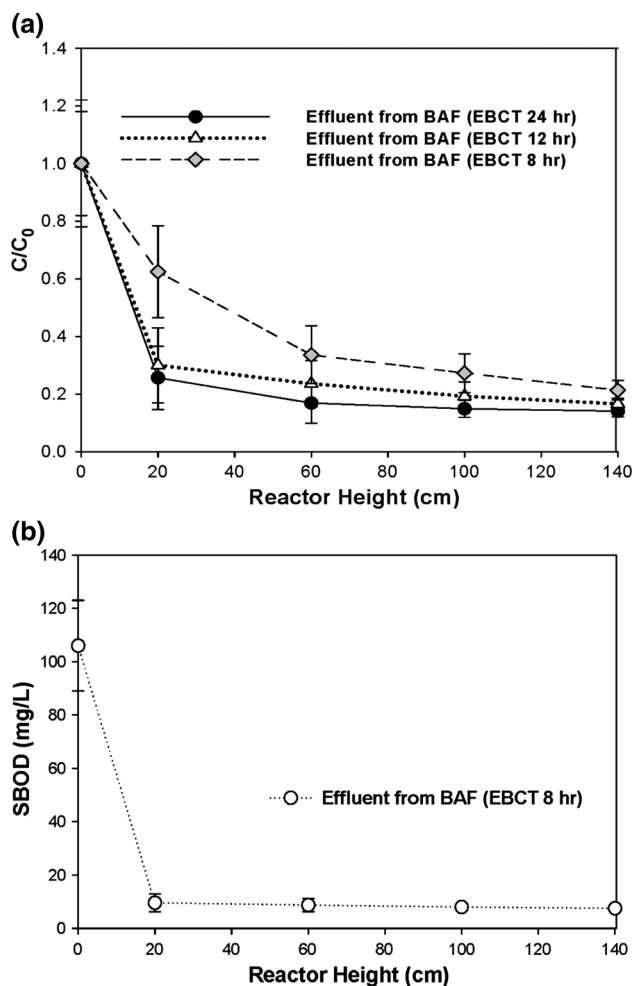 (a)
1.4
1.2
1.0
0.8
0.6
0.4
0.2
0.0
C/C0
Effluent from BAF (EBCT 24 hr)
Effluent from BAF (EBCT 12 hr)
Effluent from BAF (EBCT 8 hr)
0 20 40 60 80 100 120 140
Reactor Height (cm)
(b)
140
120
100
80
60
40
20
0
SBOD (mg/L)
Effluent from BAF (EBCT 8 hr)
0 20 40 60 80 100 120 140
Reactor Height (cm)